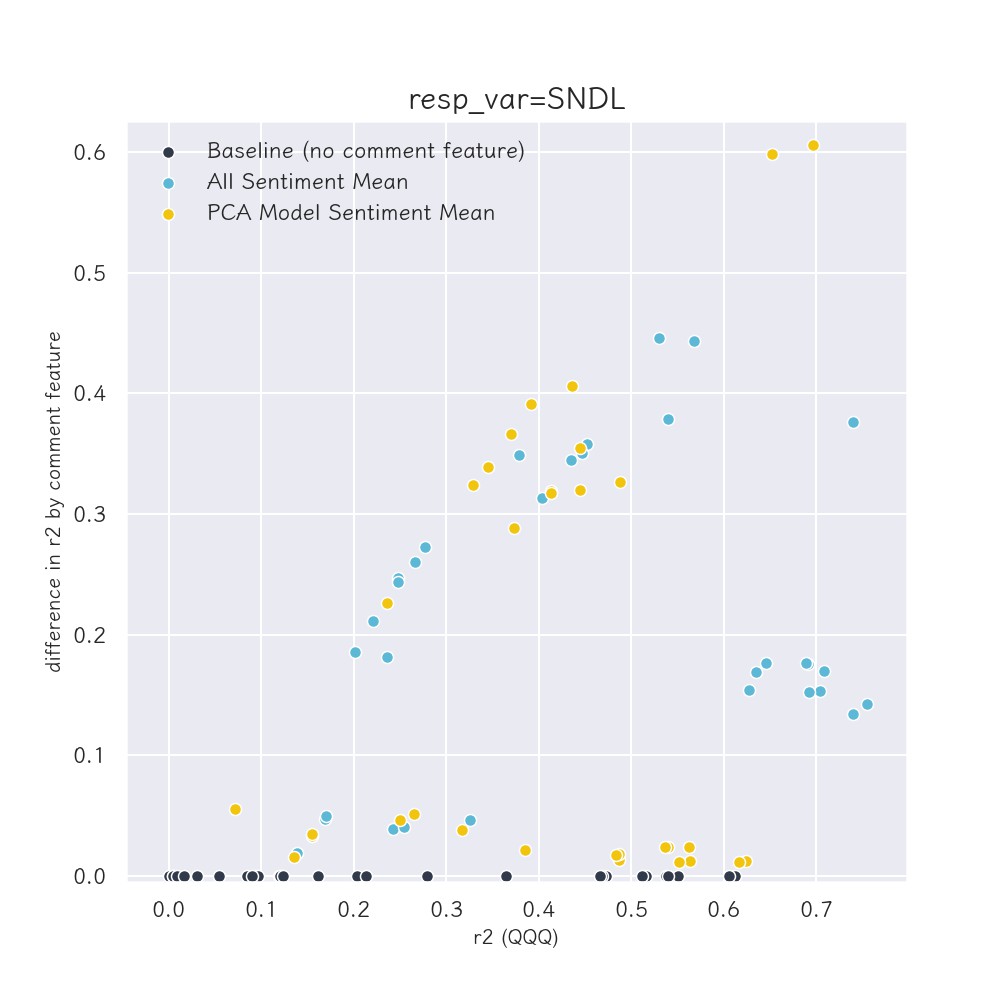 resp_var=SNDL
Baseline (no comment feature)
All Sentiment Mean
PCA Model Sentiment Mean
difference in r2 by comment feature
0.6
0.5
0.4
0.3
0.2
0.1
0.0
0.0 0.1 0.2 0.3 0.4 0.5 0.6 0.7
r2 (QQQ)